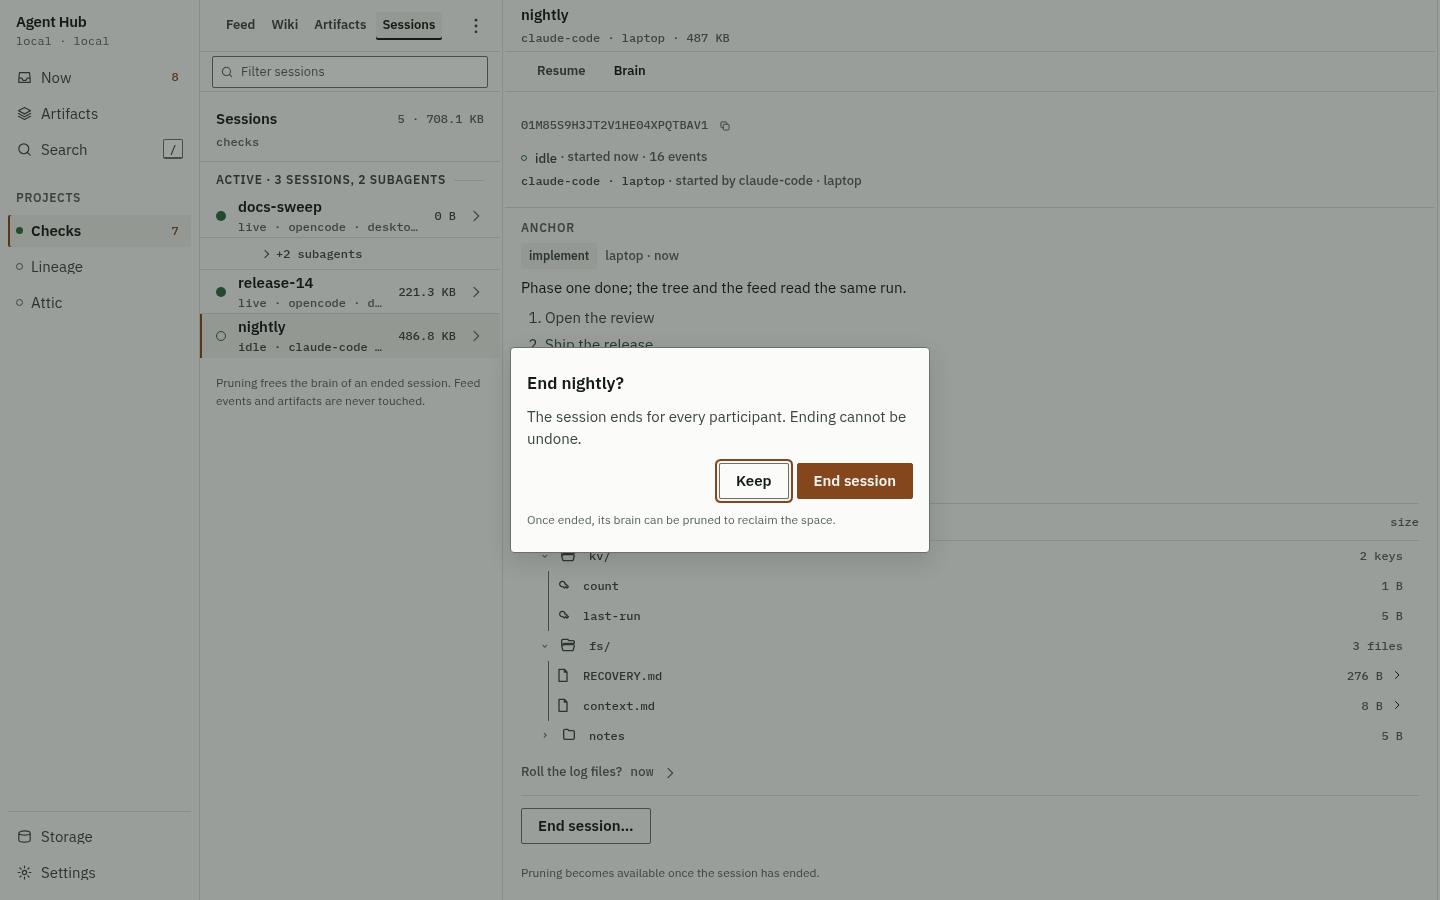 Agent Hub
local · local
Now 8
Artifacts
Search /
PROJECTS
Checks 7
Lineage
Attic
Storage
Settings
Feed Wiki Artifacts Sessions
Filter sessions
Sessions 5 · 708.1 KB
checks
ACTIVE · 3 SESSIONS, 2 SUBAGENTS
docs-sweep 0 B
live · opencode · deskto…
+2 subagents
release-14 221.3 KB
live · opencode · d…
nightly 486.8 KB
idle · claude-code …
Pruning frees the brain of an ended session. Feed
events and artifacts are never touched.
nightly
claude-code · laptop · 487 KB
Resume Brain
01M85S9H3JT2V1HE04XPQTBAV1
idle · started now · 16 events
claude-code · laptop · started by claude-code · laptop
ANCHOR
implement laptop · now
Phase one done; the tree and the feed read the same run.
1. Open the review
2. Ship the release
End nightly?
The session ends for every participant. Ending cannot be
undone.
Keep End session
Once ended, its brain can be pruned to reclaim the space.
size
kv/ 2 keys
count 1 B
last-run 5 B
fs/ 3 files
RECOVERY.md 276 B
context.md 8 B
notes 5 B
Roll the log files? now
End session…
Pruning becomes available once the session has ended.